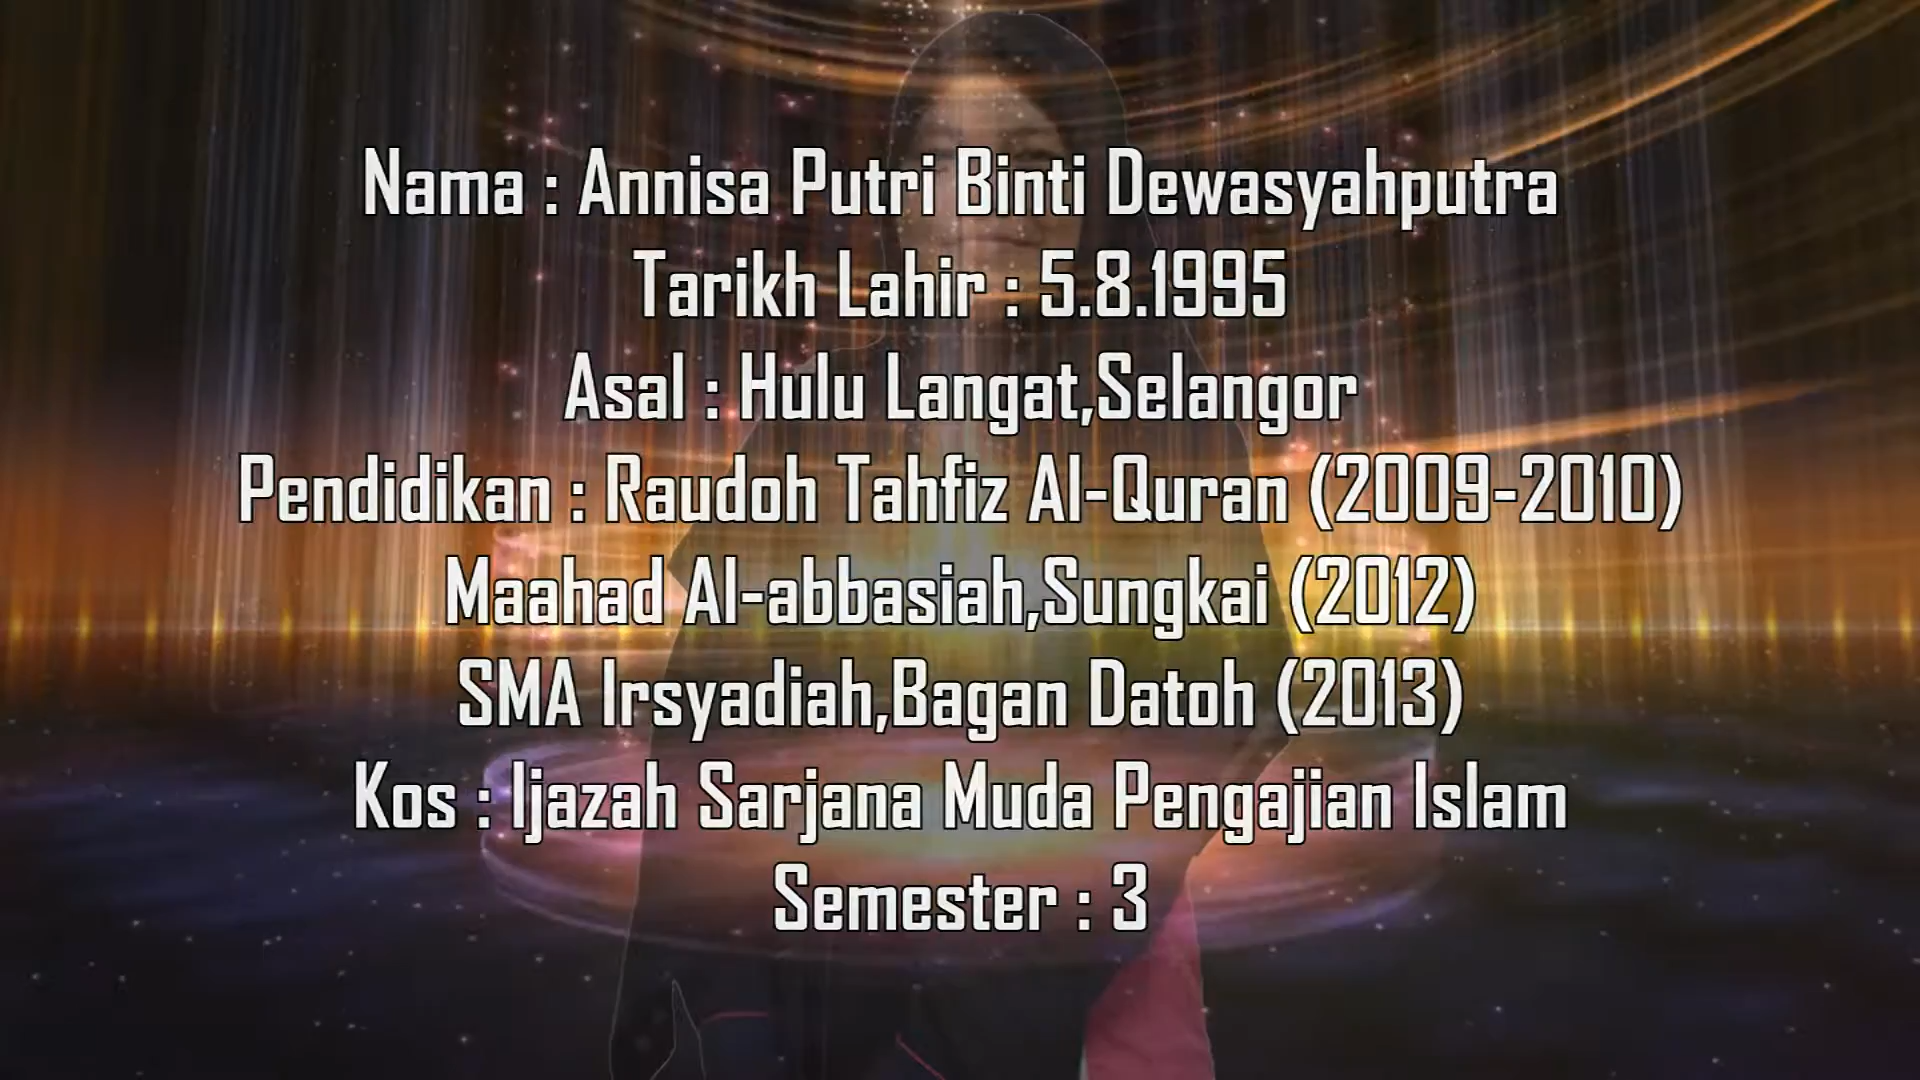 Nama : Annisa Putri Binti Dewasyahputra
Tarikh Lahir : 5.8.1995
Asal : Hulu Langat,Selangor
Pendidikan : Raudoh Tahfiz Al-Quran (2009-2010)
Maahad Al-abbasiah,Sungkai (2012)
SMA Irsyadiah,Bagan Datoh (2013)
Kos : Ijazah Sarjana Muda Pengajian Islam
Semester : 3